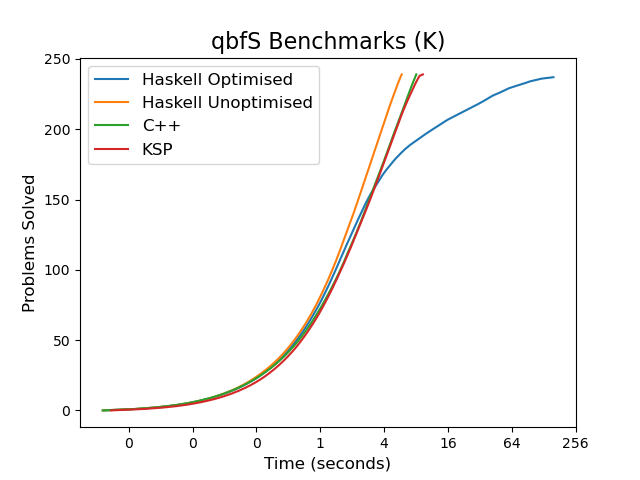 qbfS Benchmarks (K)
Haskell Optimised
Haskell Unoptimised
C++
KSP
Problems Solved
250
200
150
100
50
0
0 0 0 1 4 16 64 256
Time (seconds)